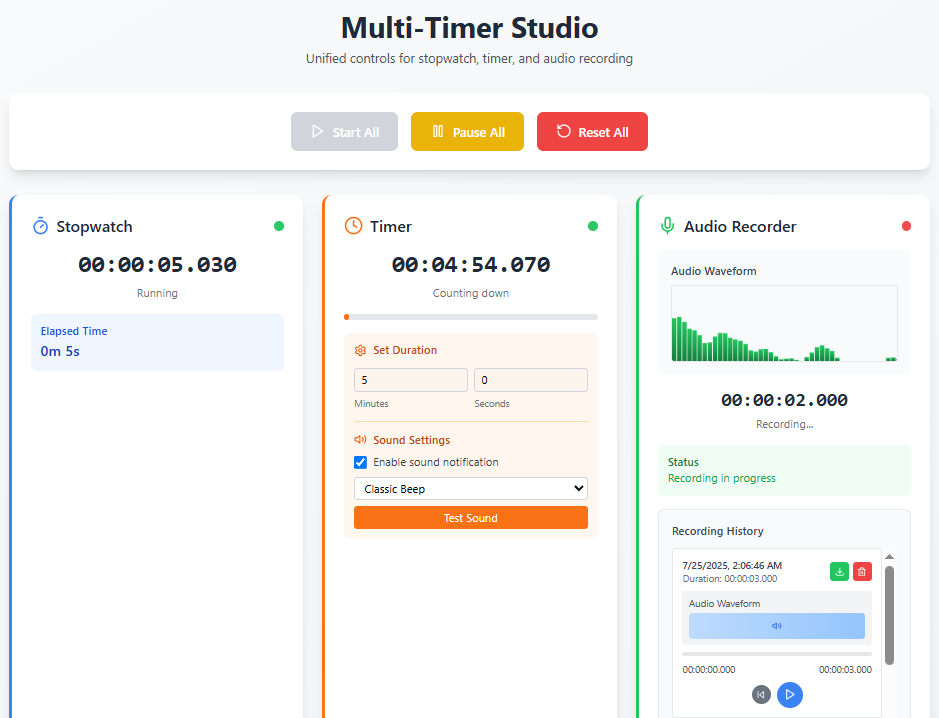 Multi-Timer Studio
Unified controls for stopwatch, timer, and audio recording
Start All
Pause All
Reset All
Stopwatch
00:00:05.030
Running
Elapsed Time
0m 5s
Timer
00:04:54.070
Counting down
Set Duration
5
0
Minutes
Seconds
Sound Settings
Enable sound notification
Classic Beep
Test Sound
Audio Recorder
Audio Waveform
00:00:02.000
Recording...
Status
Recording in progress
Recording History
7/25/2025, 2:06:46 AM
Duration: 00:00:03.000
Audio Waveform
00:00:00.000
00:00:03.000